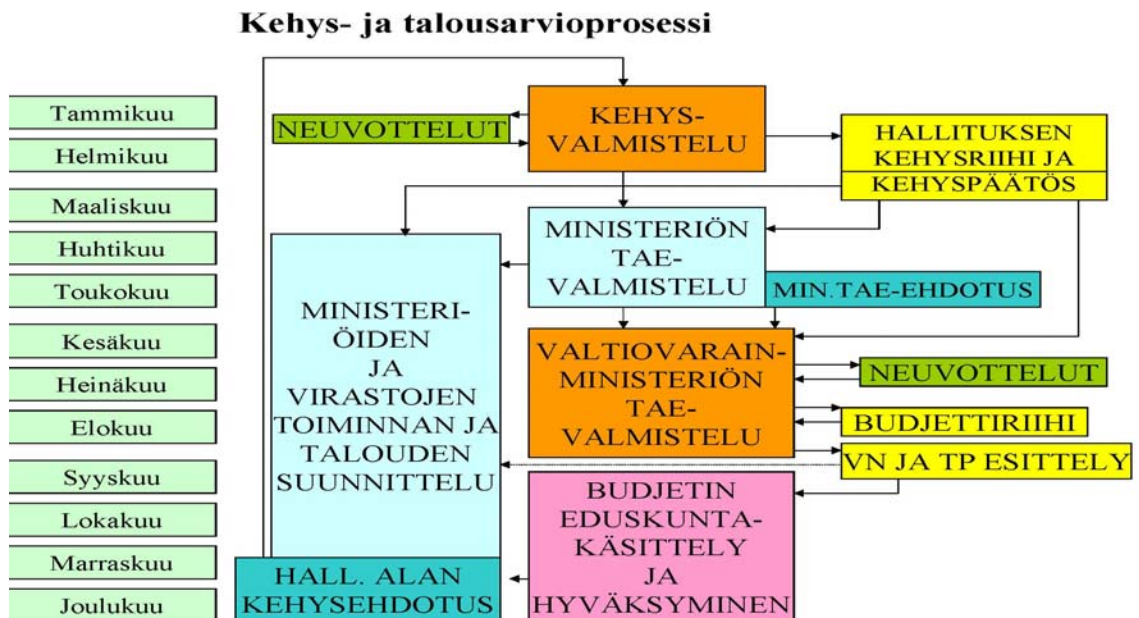 Kehys- ja talousarvioprosessi
Tammikuu
Helmikuu
Maaliskuu
Huhtikuu
Toukokuu
Kesäkuu
Heinäkuu
Elokuu
Syyskuu
Lokakuu
Marraskuu
Joulukuu
NEUVOTTELUT
KEHYS-
VALMISTELU
HALLITUKSEN
KEHYSRIIHI JA
KEHYSPÄÄTÖS
MINISTERIÖN
TAE-
VALMISTELU
MIN.TAE-EHDOTUS
MINISTERI-
ÖIDEN
JA
VIRASTOJEN
TOIMINNAN JA
TALOUDEN
SUUNNITTELU
VALTIOVARAIN-
MINISTERIÖN
TAE-
VALMISTELU
NEUVOTTELUT
BUDJETTIRIIHI
VN JA TP ESITTELY
BUDJETIN
EDUSKUNTA-
KÄSITTELY
JA
HYVÄKSYMINEN
HALL. ALAN
KEHYSEHDOTUS